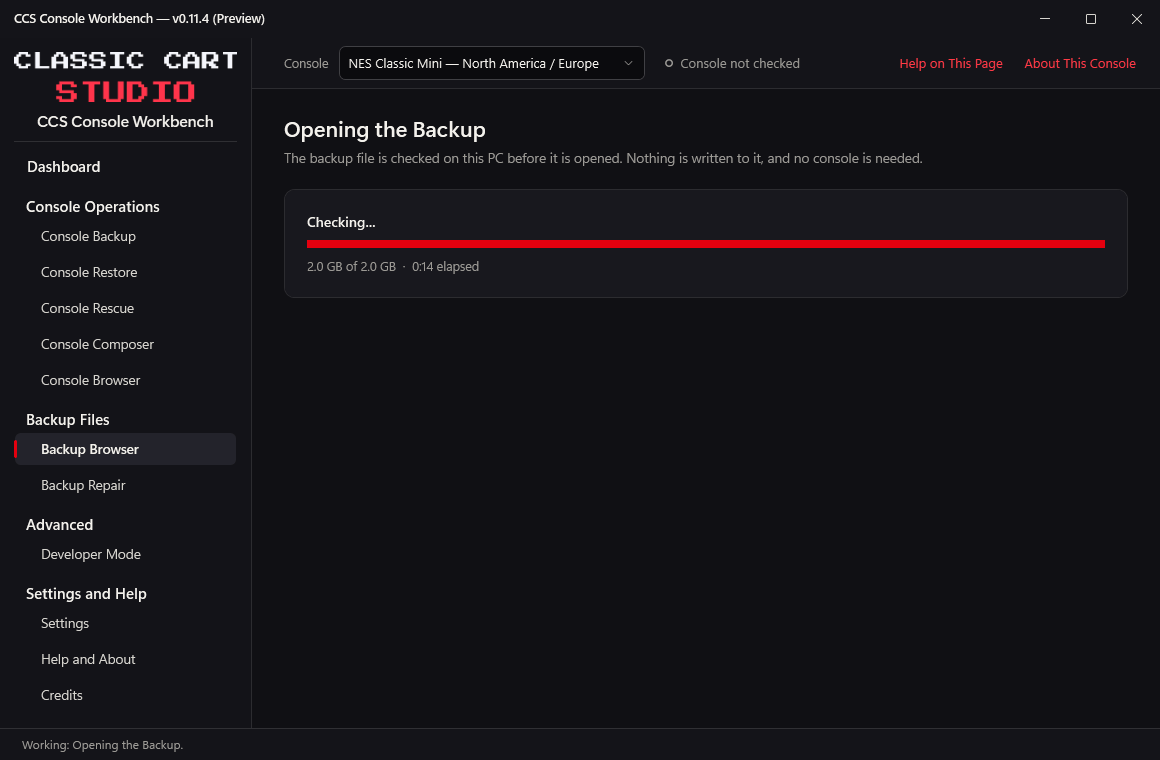 CCS Console Workbench — v0.11.4 (Preview)
CLASSIC CART
STUDIO
CCS Console Workbench
Dashboard
Console Operations
Console Backup
Console Restore
Console Rescue
Console Composer
Console Browser
Backup Files
Backup Browser
Backup Repair
Advanced
Developer Mode
Settings and Help
Settings
Help and About
Credits
Console NES Classic Mini — North America / Europe Console not checked Help on This Page About This Console
Opening the Backup
The backup file is checked on this PC before it is opened. Nothing is written to it, and no console is needed.
Checking...
2.0 GB of 2.0 GB · 0:14 elapsed
Working: Opening the Backup.